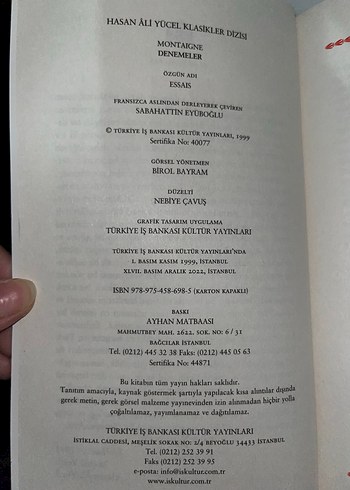 HASAN ÂLİ YÜCEL KLASİKLER DİZİSİ
MONTAIGNE
DENEMELER
ÖZGÜN ADI
ESSAIS
FRANSIZCA ASLINDAN DERLEYEREK ÇEVİREN
SABAHATTIN EYÜBOĞLU
© TÜRKİYE İŞ BANKASI KÜLTÜR YAYINLARI, 1999
Sertifika No: 40077
GÖRSEL YÖNETMEN
BİROL BAYRAM
DÜZELTİ
NEBİYE ÇAVUŞ
GRAFİK TASARIM UYGULAMA
TÜRKİYE İŞ BANKASI KÜLTÜR YAYINLARI
TÜRKİYE İŞ BANKASI KÜLTÜR YAYINLARI'NDA
1. BASIM KASIM 1999, İSTANBUL
XLVII. BASIM ARALIK 2022, İSTANBUL
ISBN 978-975-458-698-5 (KARTON KAPAKLI)
BASKI
AYHAN MATBAASI
MAHMUTBEY MAH. 2622. SOK. NO: 6 / 31
BAĞCILAR İSTANBUL
Tel. (0212) 445 32 38 Faks: (0212) 445 05 63
Sertifika No: 44871
Bu kitabın tüm yayın hakları saklıdır.
Tanıtım amacıyla, kaynak göstermek şartıyla yapılacak kısa alıntılar dışında
gerek metin, gerek görsel malzeme yayınevinden izin alınmadan hiçbir yolla
çoğaltılamaz, yayımlanamaz ve dağıtılamaz.
TÜRKİYE İŞ BANKASI KÜLTÜR YAYINLARI
İSTİKLAL CADDESİ, MEŞELİK SOKAK NO: 2/4 BEYOĞLU 34433 İSTANBUL
Tel. (0212) 252 39 91
Faks (0212) 252 39 95
e-posta: info@iskultur.com.tr
www.iskultur.com.tr